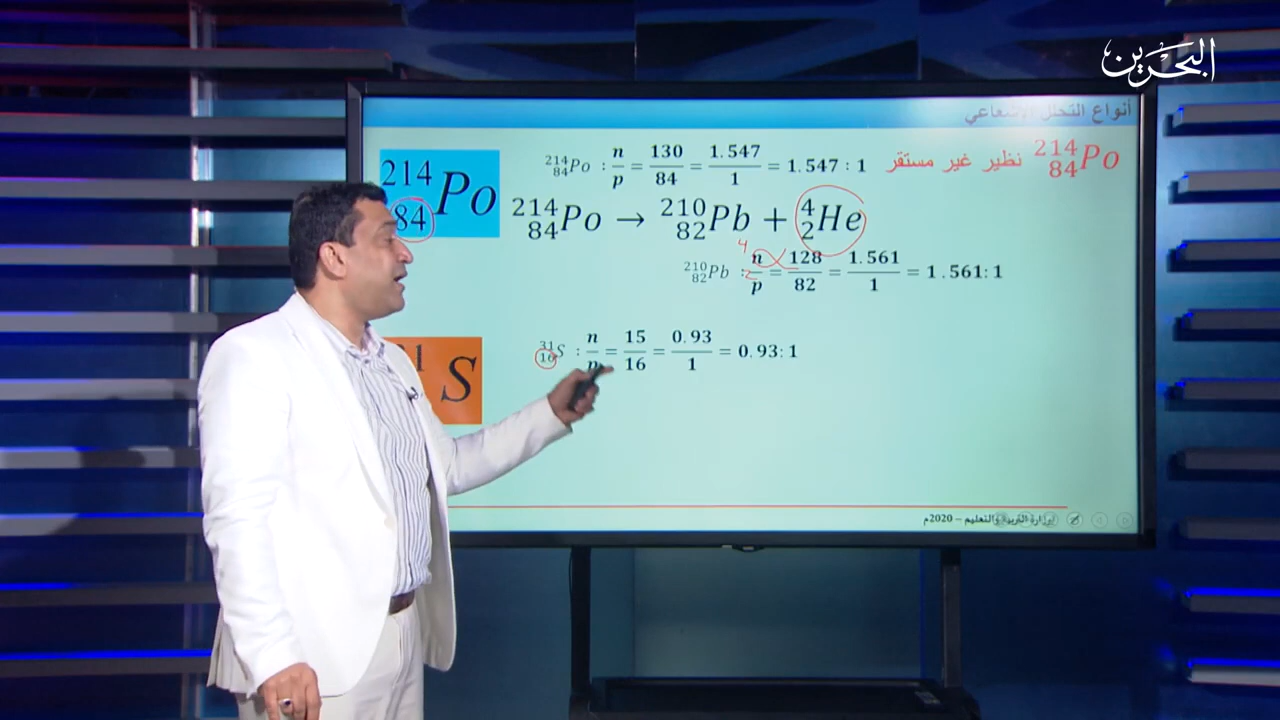 البحرين
أنواع التحلل الإشعاعي
²¹⁴₈₄Po
²¹⁴₈₄Po : n/p = 130/84 = 1.547/1 = 1.547 : 1
²¹⁴₈₄Po نظير غير مستقر
²¹⁴₈₄Po → ²¹⁰₈₂Pb + ⁴₂He
4
2
²¹⁰₈₂Pb : n/p = 128/82 = 1.561/1 = 1.561: 1
S
³¹₁₆S : n/p = 15/16 = 0.93/1 = 0.93: 1
وزارة التربية والتعليم – 2020م